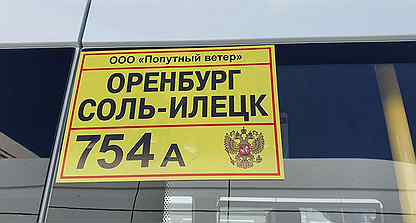 ООО «Попутный ветер»
ОРЕНБУРГ
СОЛЬ-ИЛЕЦК
754 А